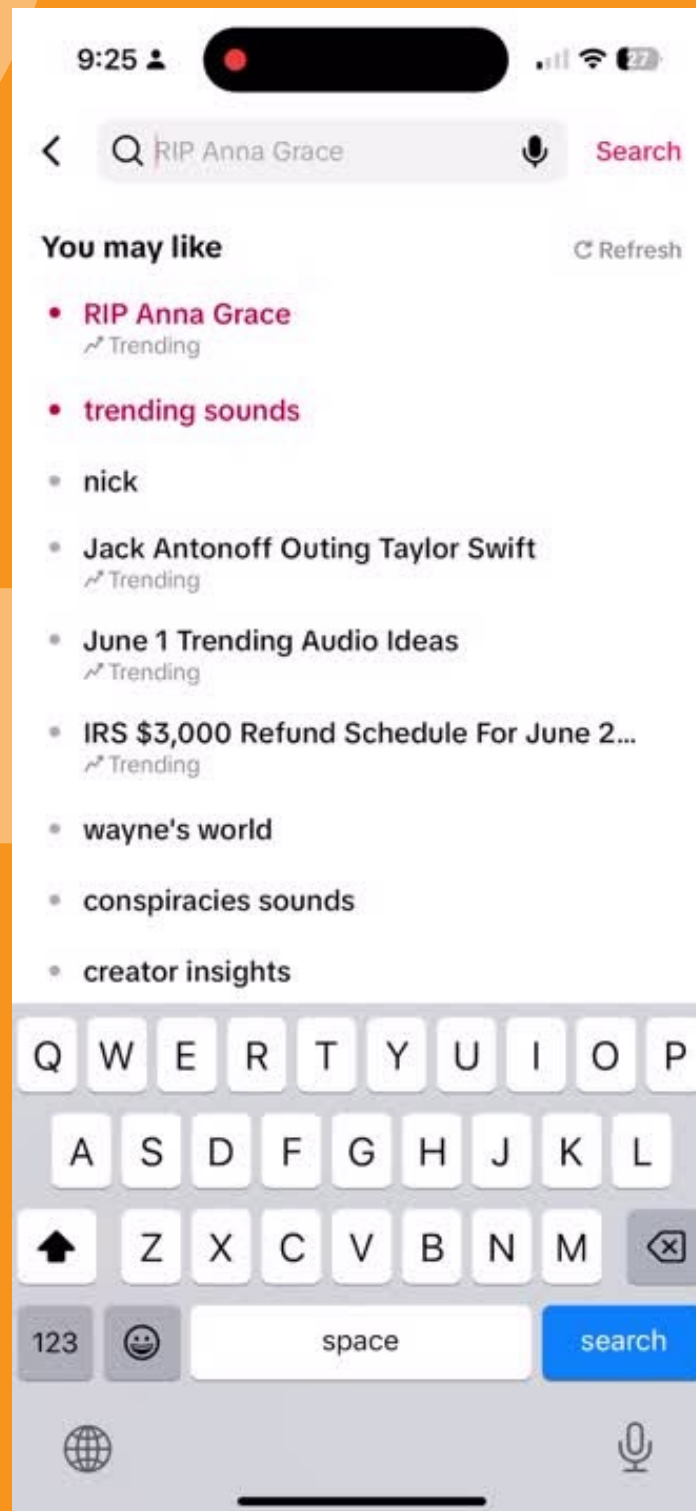 9:25
27
RIP Anna Grace
Search
You may like
Refresh
RIP Anna Grace
Trending
trending sounds
nick
Jack Antonoff Outing Taylor Swift
Trending
June 1 Trending Audio Ideas
Trending
IRS $3,000 Refund Schedule For June 2...
Trending
wayne's world
conspiracies sounds
creator insights
Q W E R T Y U I O P
A S D F G H J K L
Z X C V B N M
123 space search